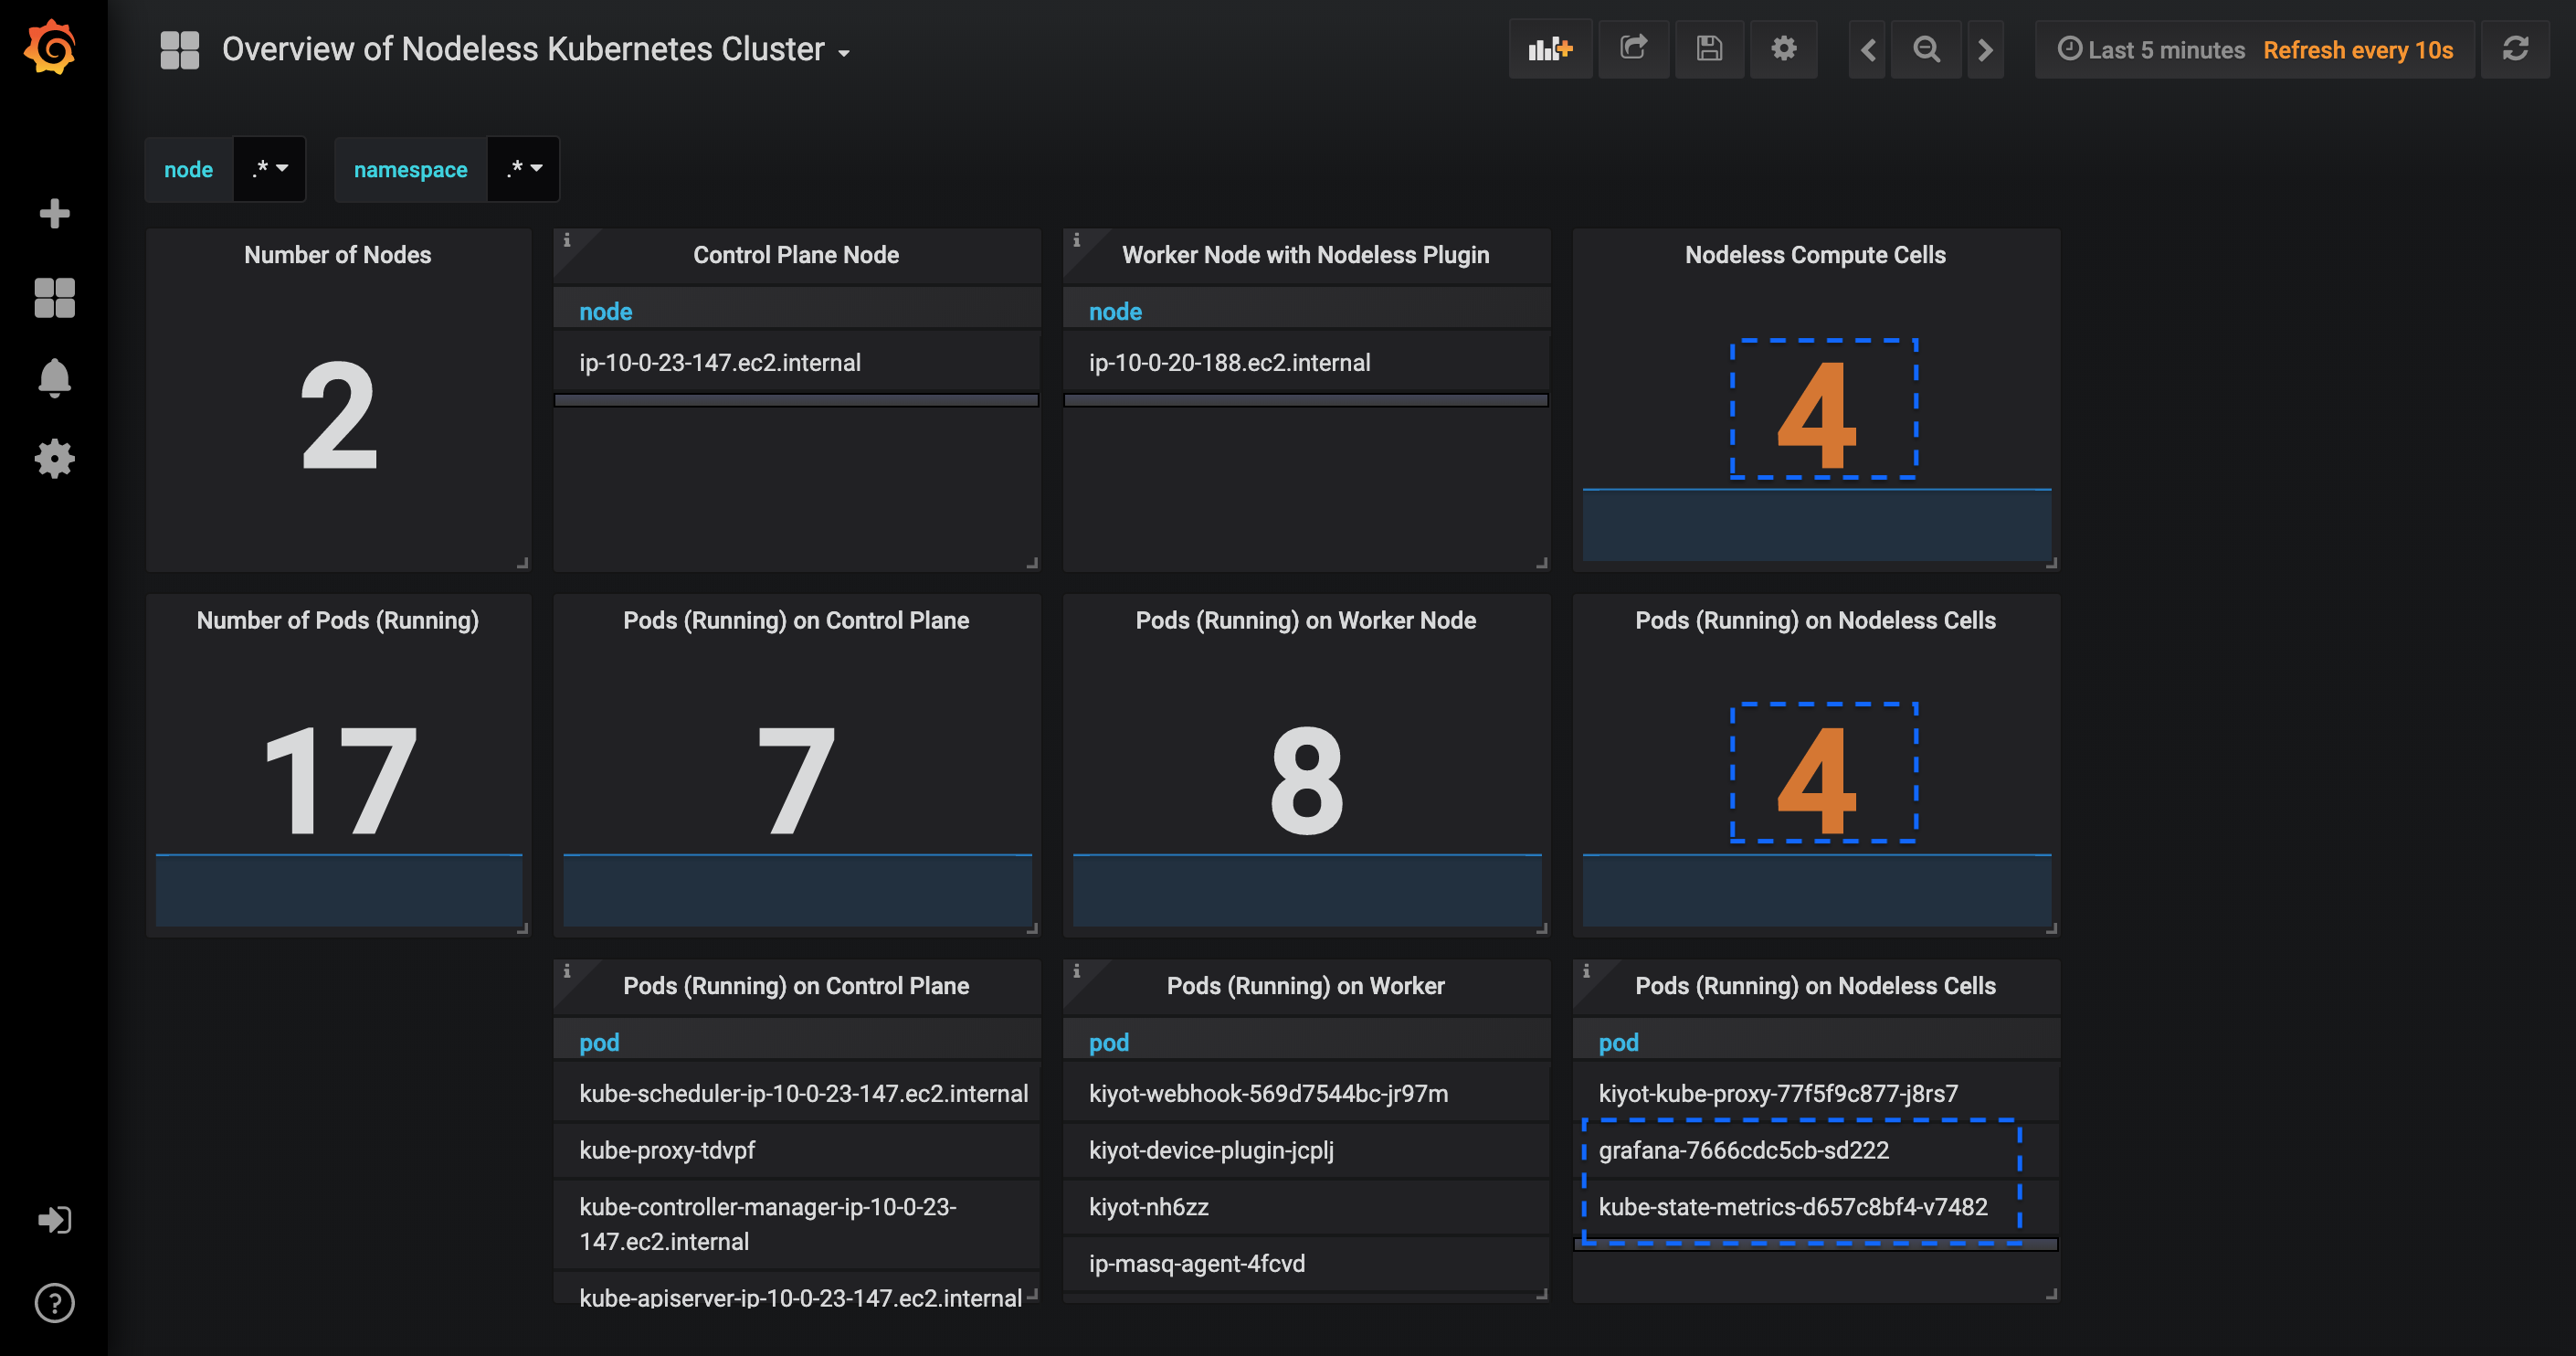 Overview of Nodeless Kubernetes Cluster
Last 5 minutes Refresh every 10s
node .* namespace .*
Number of Nodes
2
Control Plane Node
node
ip-10-0-23-147.ec2.internal
Worker Node with Nodeless Plugin
node
ip-10-0-20-188.ec2.internal
Nodeless Compute Cells
4
Number of Pods (Running)
17
Pods (Running) on Control Plane
7
Pods (Running) on Worker Node
8
Pods (Running) on Nodeless Cells
4
Pods (Running) on Control Plane
pod
kube-scheduler-ip-10-0-23-147.ec2.internal
kube-proxy-tdvpf
kube-controller-manager-ip-10-0-23-
147.ec2.internal
kube-apiserver-ip-10-0-23-147.ec2.internal
Pods (Running) on Worker
pod
kiyot-webhook-569d7544bc-jr97m
kiyot-device-plugin-jcplj
kiyot-nh6zz
ip-masq-agent-4fcvd
Pods (Running) on Nodeless Cells
pod
kiyot-kube-proxy-77f5f9c877-j8rs7
grafana-7666cdc5cb-sd222
kube-state-metrics-d657c8bf4-v7482